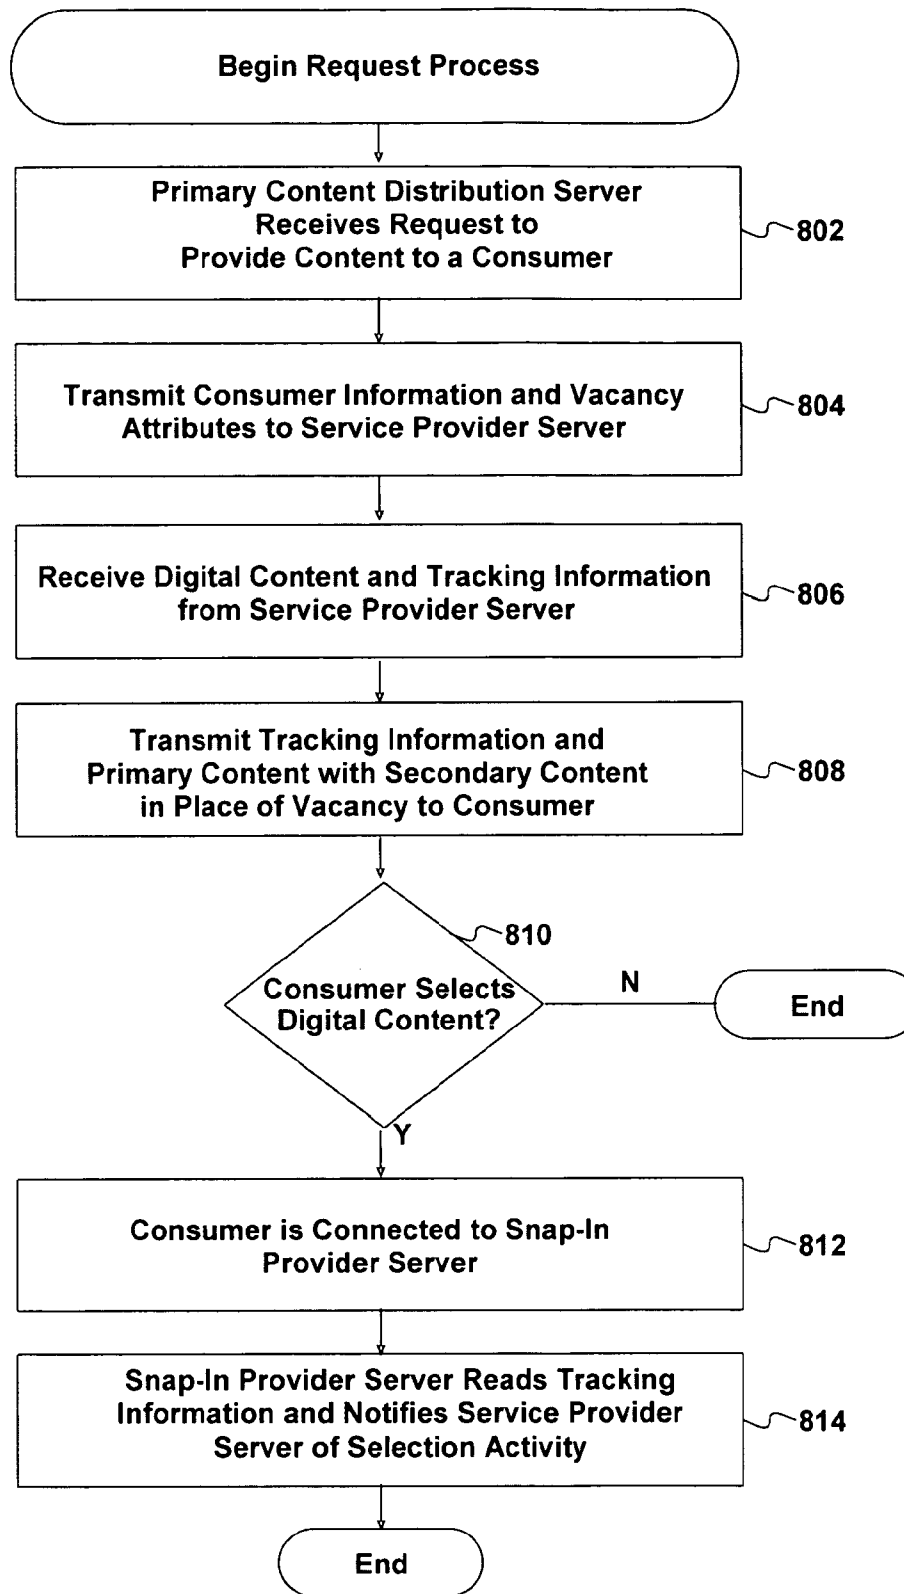 Begin Request Process
Primary Content Distribution Server
Receives Request to
Provide Content to a Consumer
802
Transmit Consumer Information and Vacancy
Attributes to Service Provider Server
804
Receive Digital Content and Tracking Information
from Service Provider Server
806
Transmit Tracking Information and
Primary Content with Secondary Content
in Place of Vacancy to Consumer
808
810
Consumer Selects
Digital Content?
N
End
Y
Consumer is Connected to Snap-In
Provider Server
812
Snap-In Provider Server Reads Tracking
Information and Notifies Service Provider
Server of Selection Activity
814
End